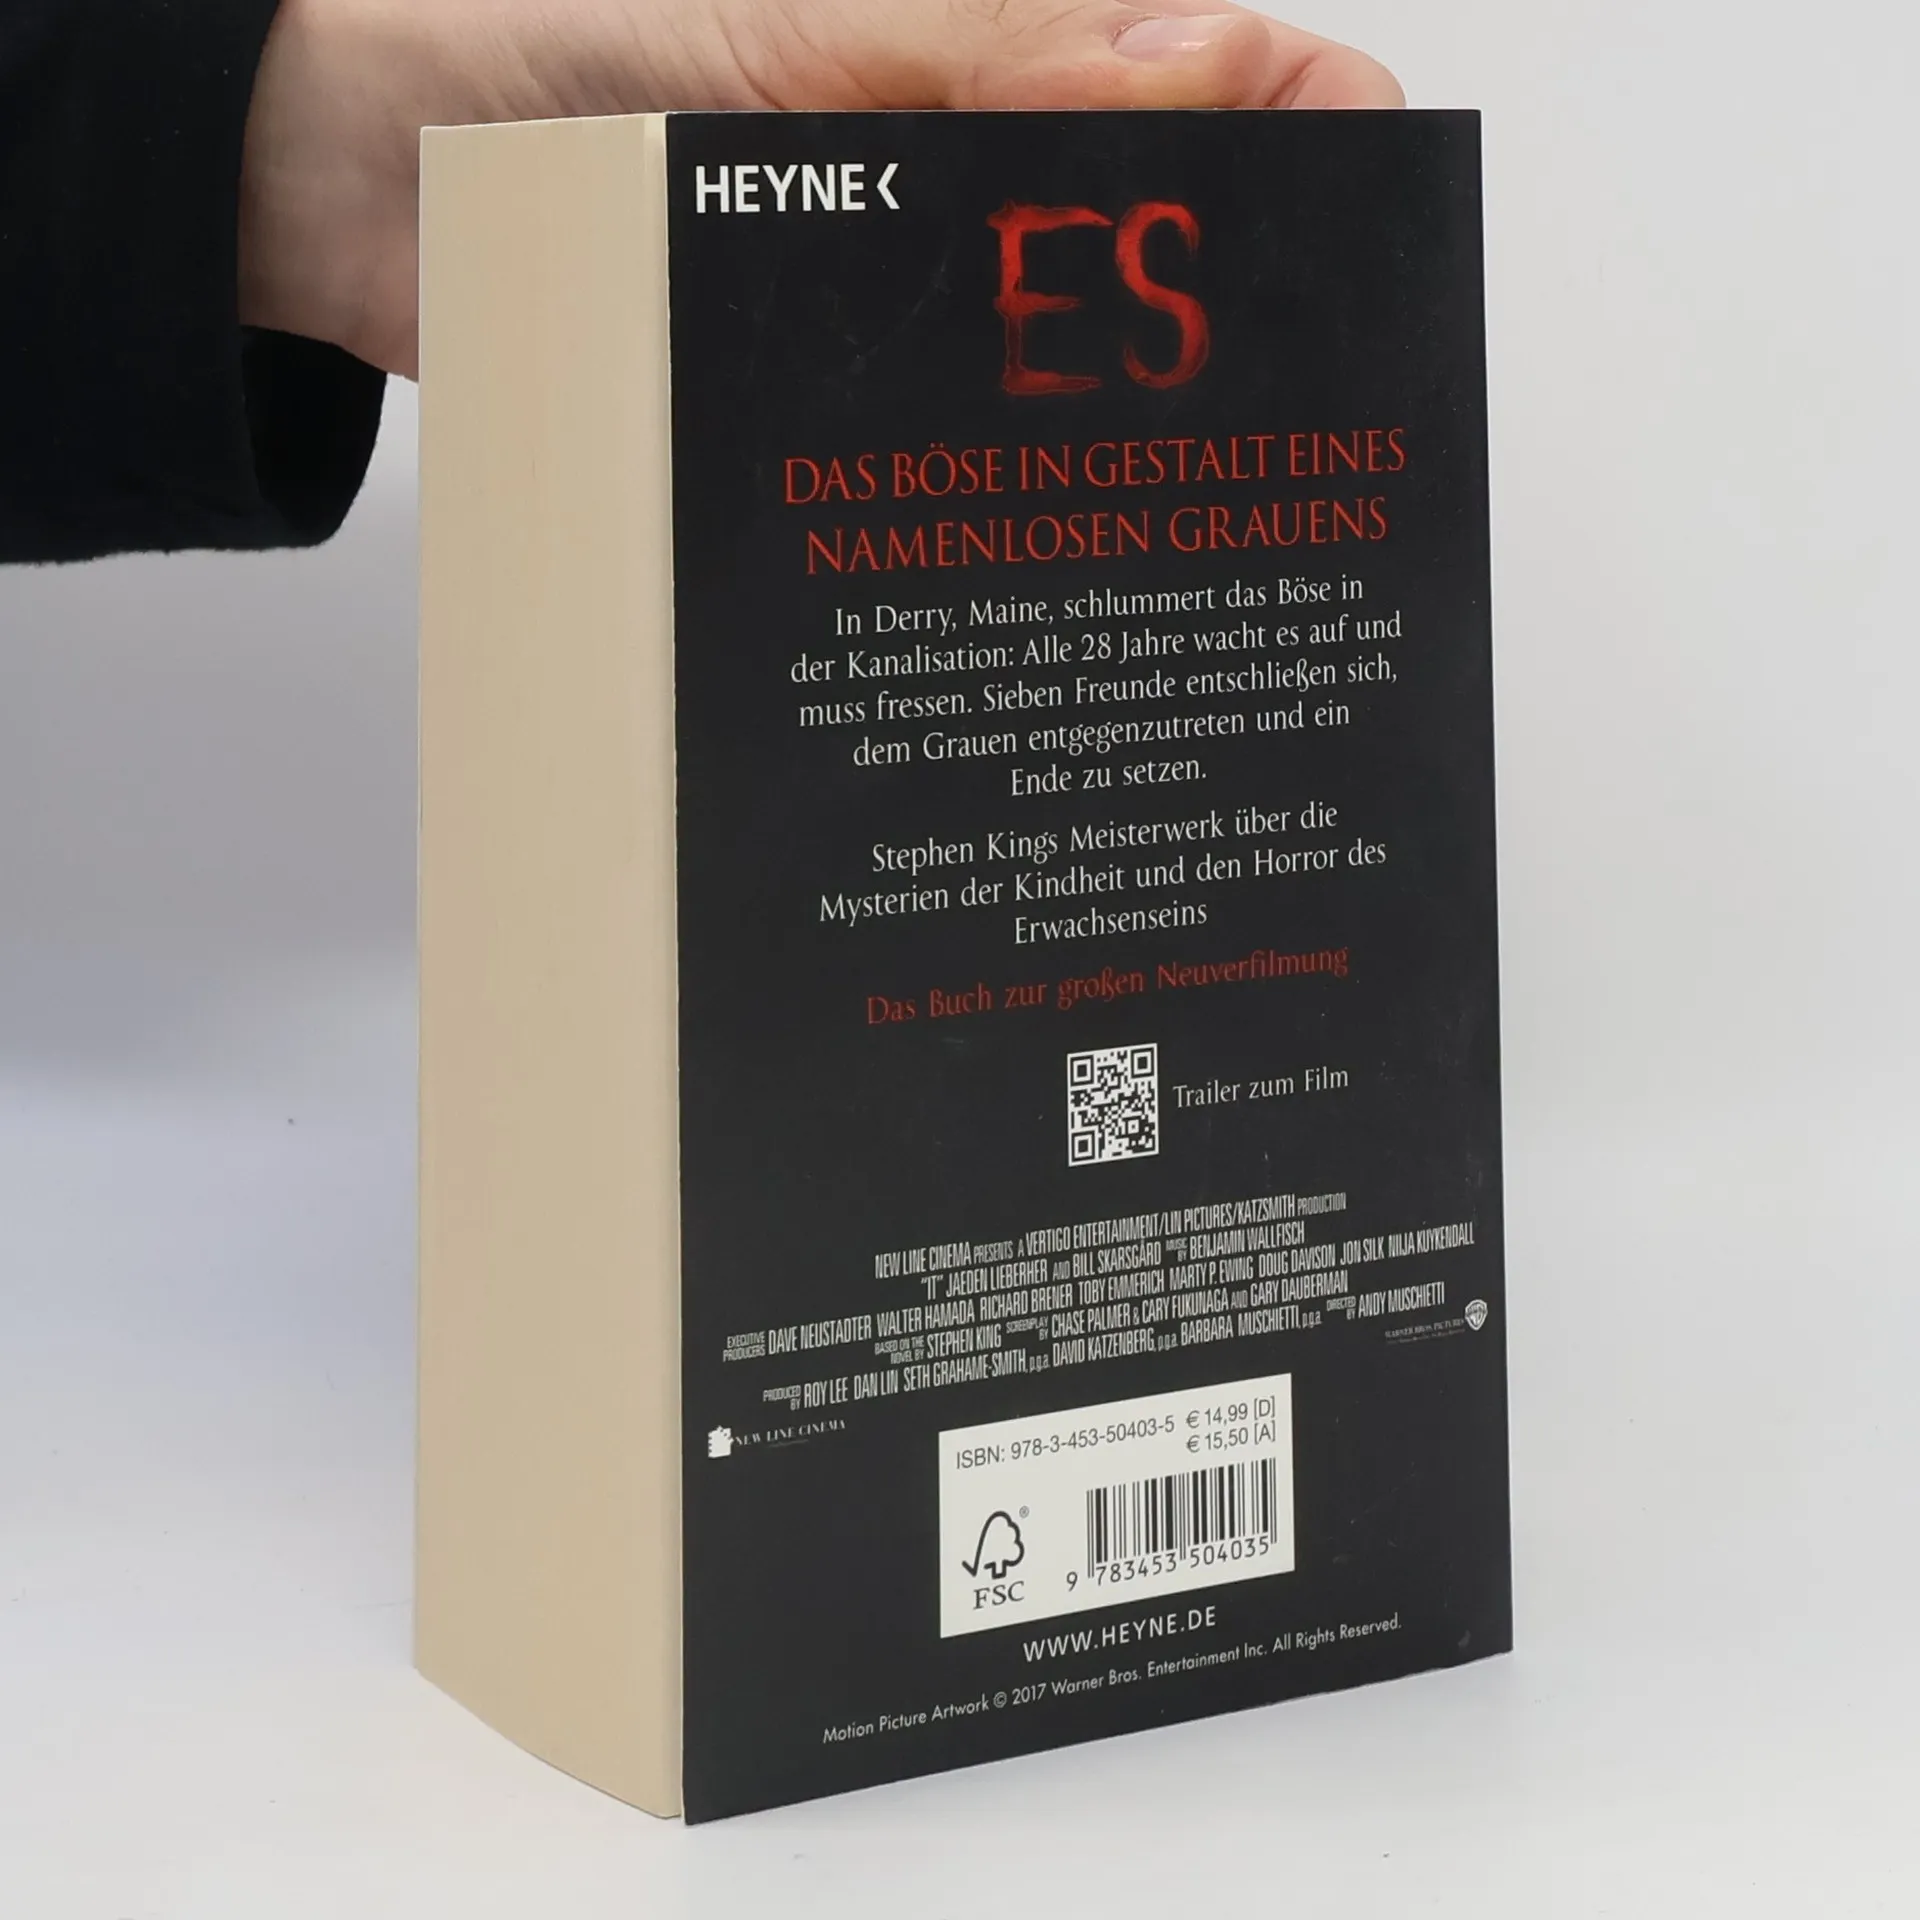 HEYNE<
ES
DAS BÖSE IN GESTALT EINES
NAMENLOSEN GRAUENS
In Derry, Maine, schlummert das Böse in
der Kanalisation: Alle 28 Jahre wacht es auf und
muss fressen. Sieben Freunde entschließen sich,
dem Grauen entgegenzutreten und ein
Ende zu setzen.
Stephen Kings Meisterwerk über die
Mysterien der Kindheit und den Horror des
Erwachsenseins
Das Buch zur großen Neuverfilmung
Trailer zum Film
NEW LINE CINEMA PRESENTS A VERTIGO ENTERTAINMENT/LIN PICTURES/KATZSMITH PRODUCTION
"IT" JAEDEN LIEBERHER AND BILL SKARSGÅRD MUSIC BY BENJAMIN WALLFISCH
EXECUTIVE PRODUCERS DAVE NEUSTADTER WALTER HAMADA RICHARD BRENER TOBY EMMERICH MARTY P. EWING DOUG DAVISON JON SILK NIIJA KUYKENDALL
BASED ON THE NOVEL BY STEPHEN KING SCREENPLAY BY CHASE PALMER & CARY FUKUNAGA AND GARY DAUBERMAN
PRODUCED BY ROY LEE DAN LIN SETH GRAHAME-SMITH, p.g.a. DAVID KATZENBERG, p.g.a. BARBARA MUSCHIETTI, p.g.a. DIRECTED BY ANDY MUSCHIETTI
WARNER BROS. PICTURES
NEW LINE CINEMA
ISBN: 978-3-453-50403-5 € 14,99 [D]
€ 15,50 [A]
®
FSC
9 783453 504035
WWW.HEYNE.DE
Motion Picture Artwork © 2017 Warner Bros. Entertainment Inc. All Rights Reserved.